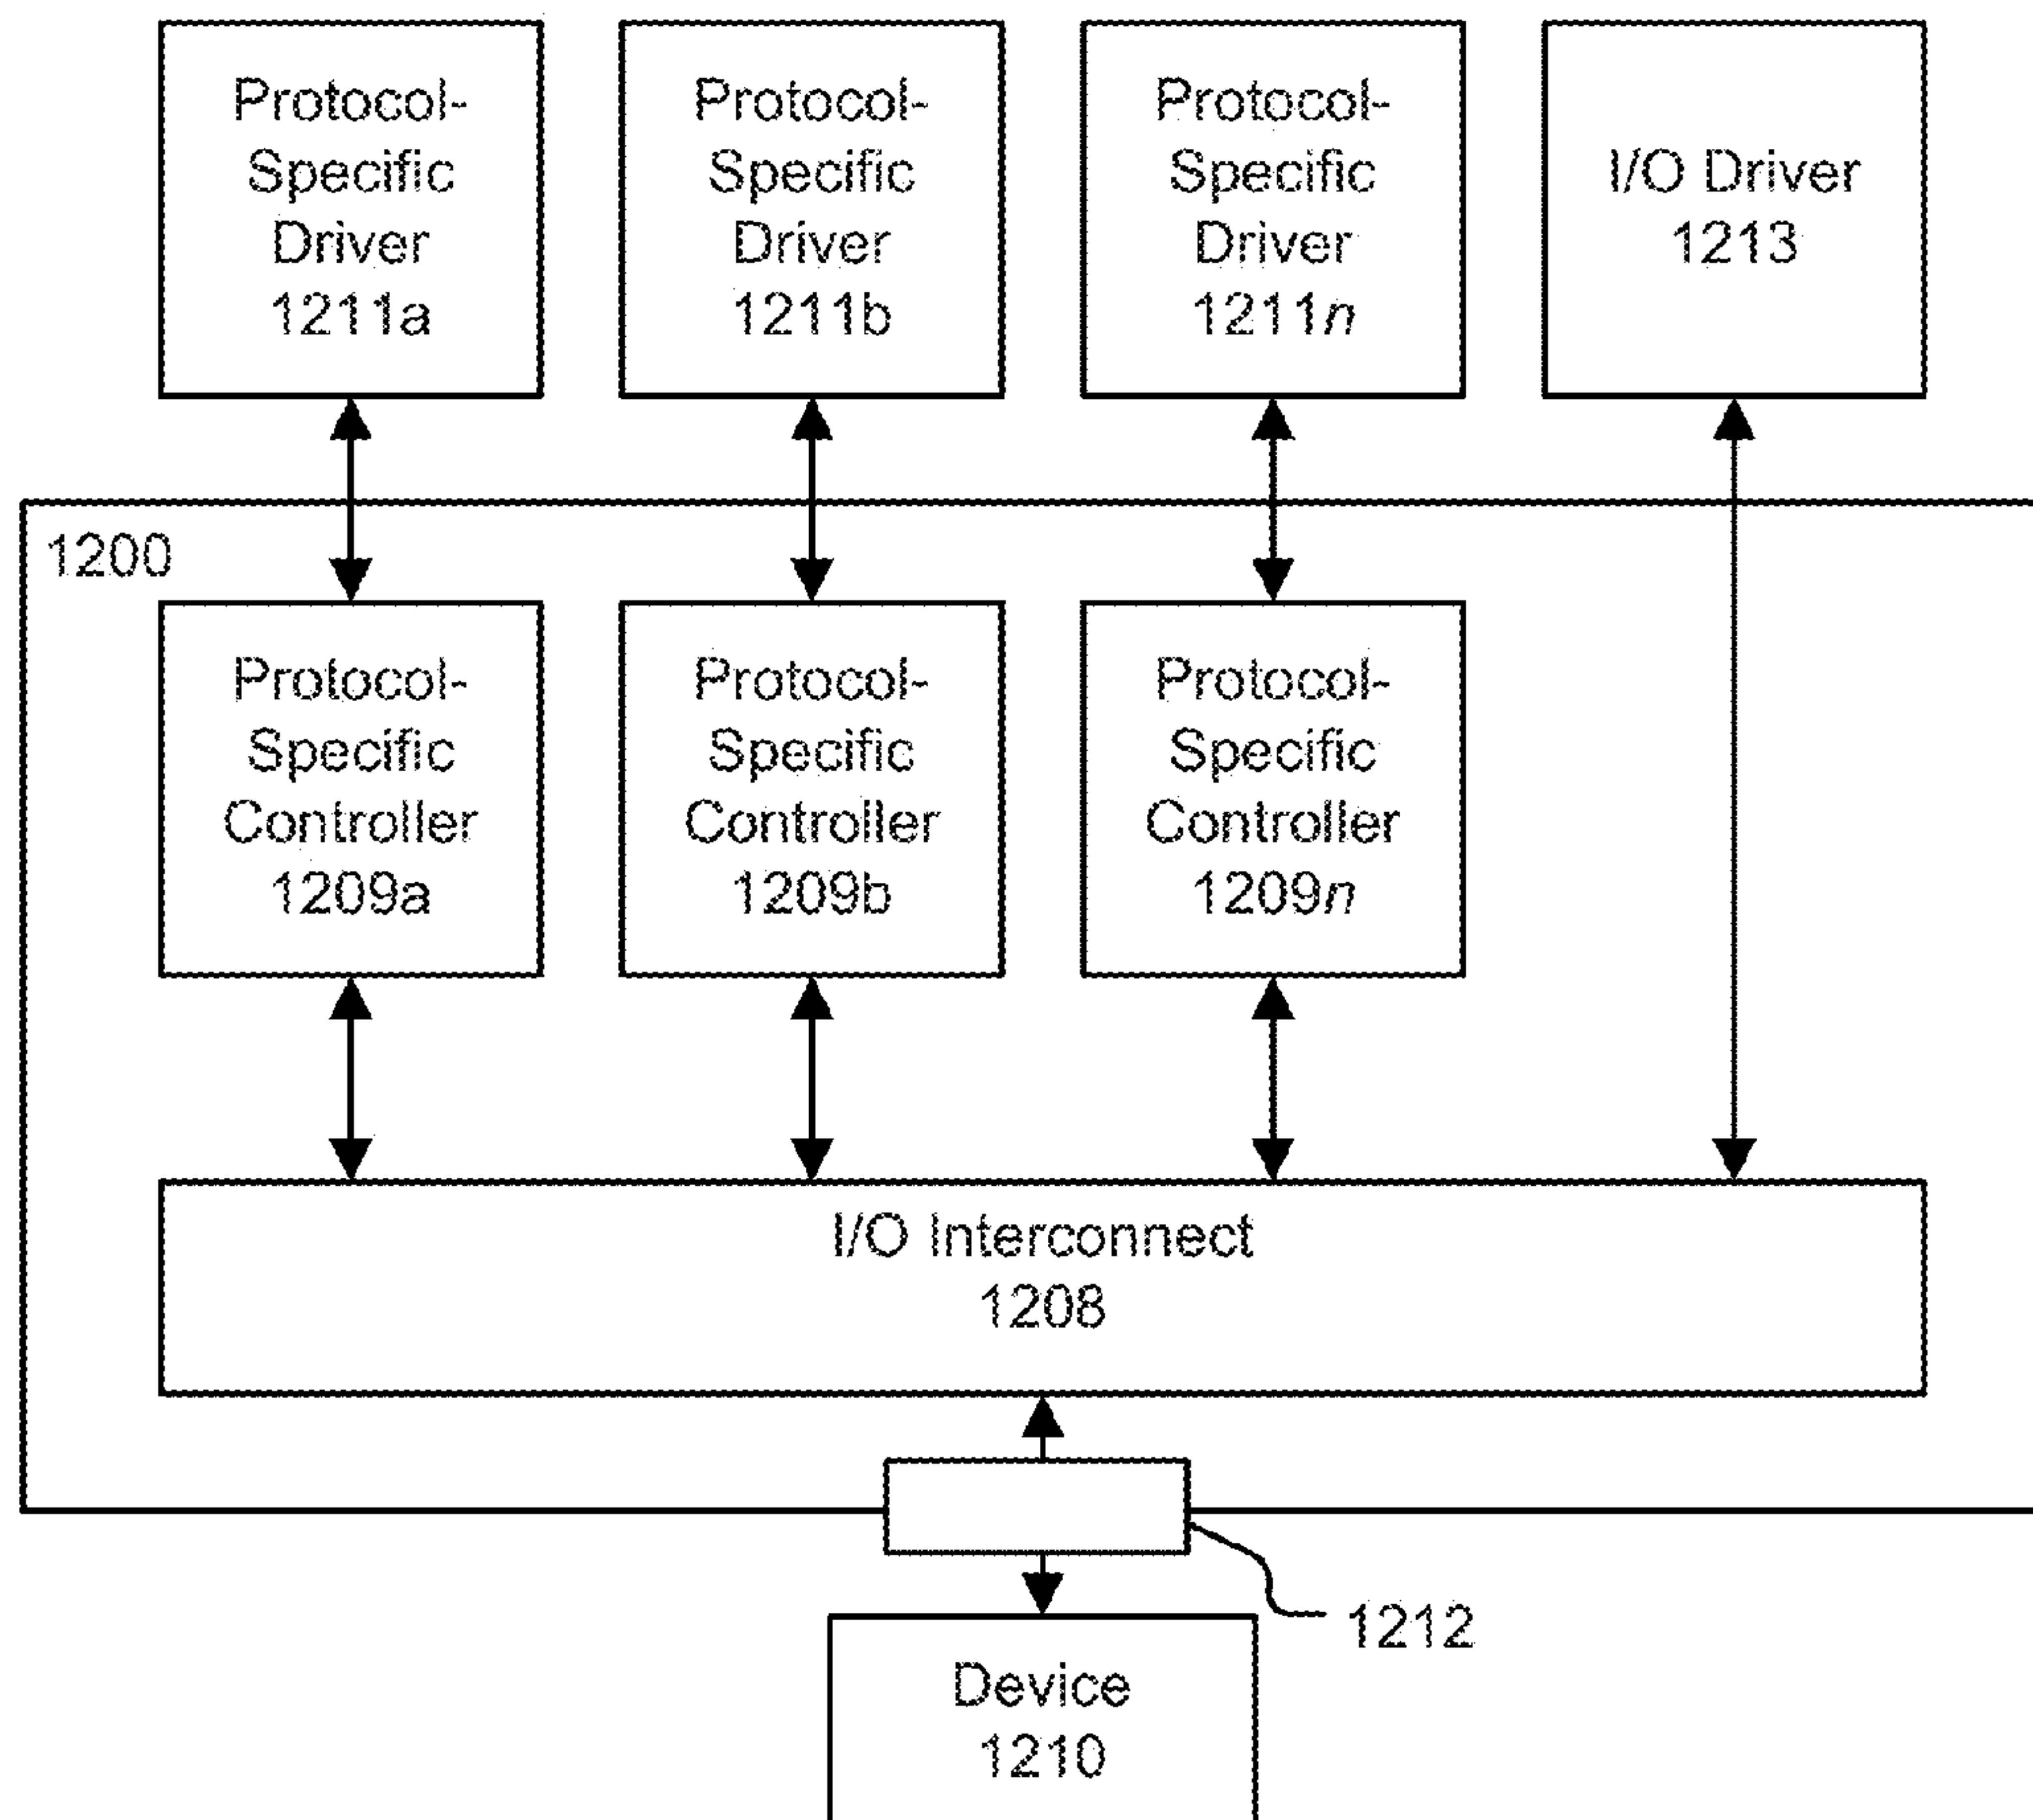 Protocol-
Specific
Driver
1211a
Protocol-
Specific
Driver
1211b
Protocol-
Specific
Driver
1211n
I/O Driver
1213
1200
Protocol-
Specific
Controller
1209a
Protocol-
Specific
Controller
1209b
Protocol-
Specific
Controller
1209n
I/O Interconnect
1208
1212
Device
1210